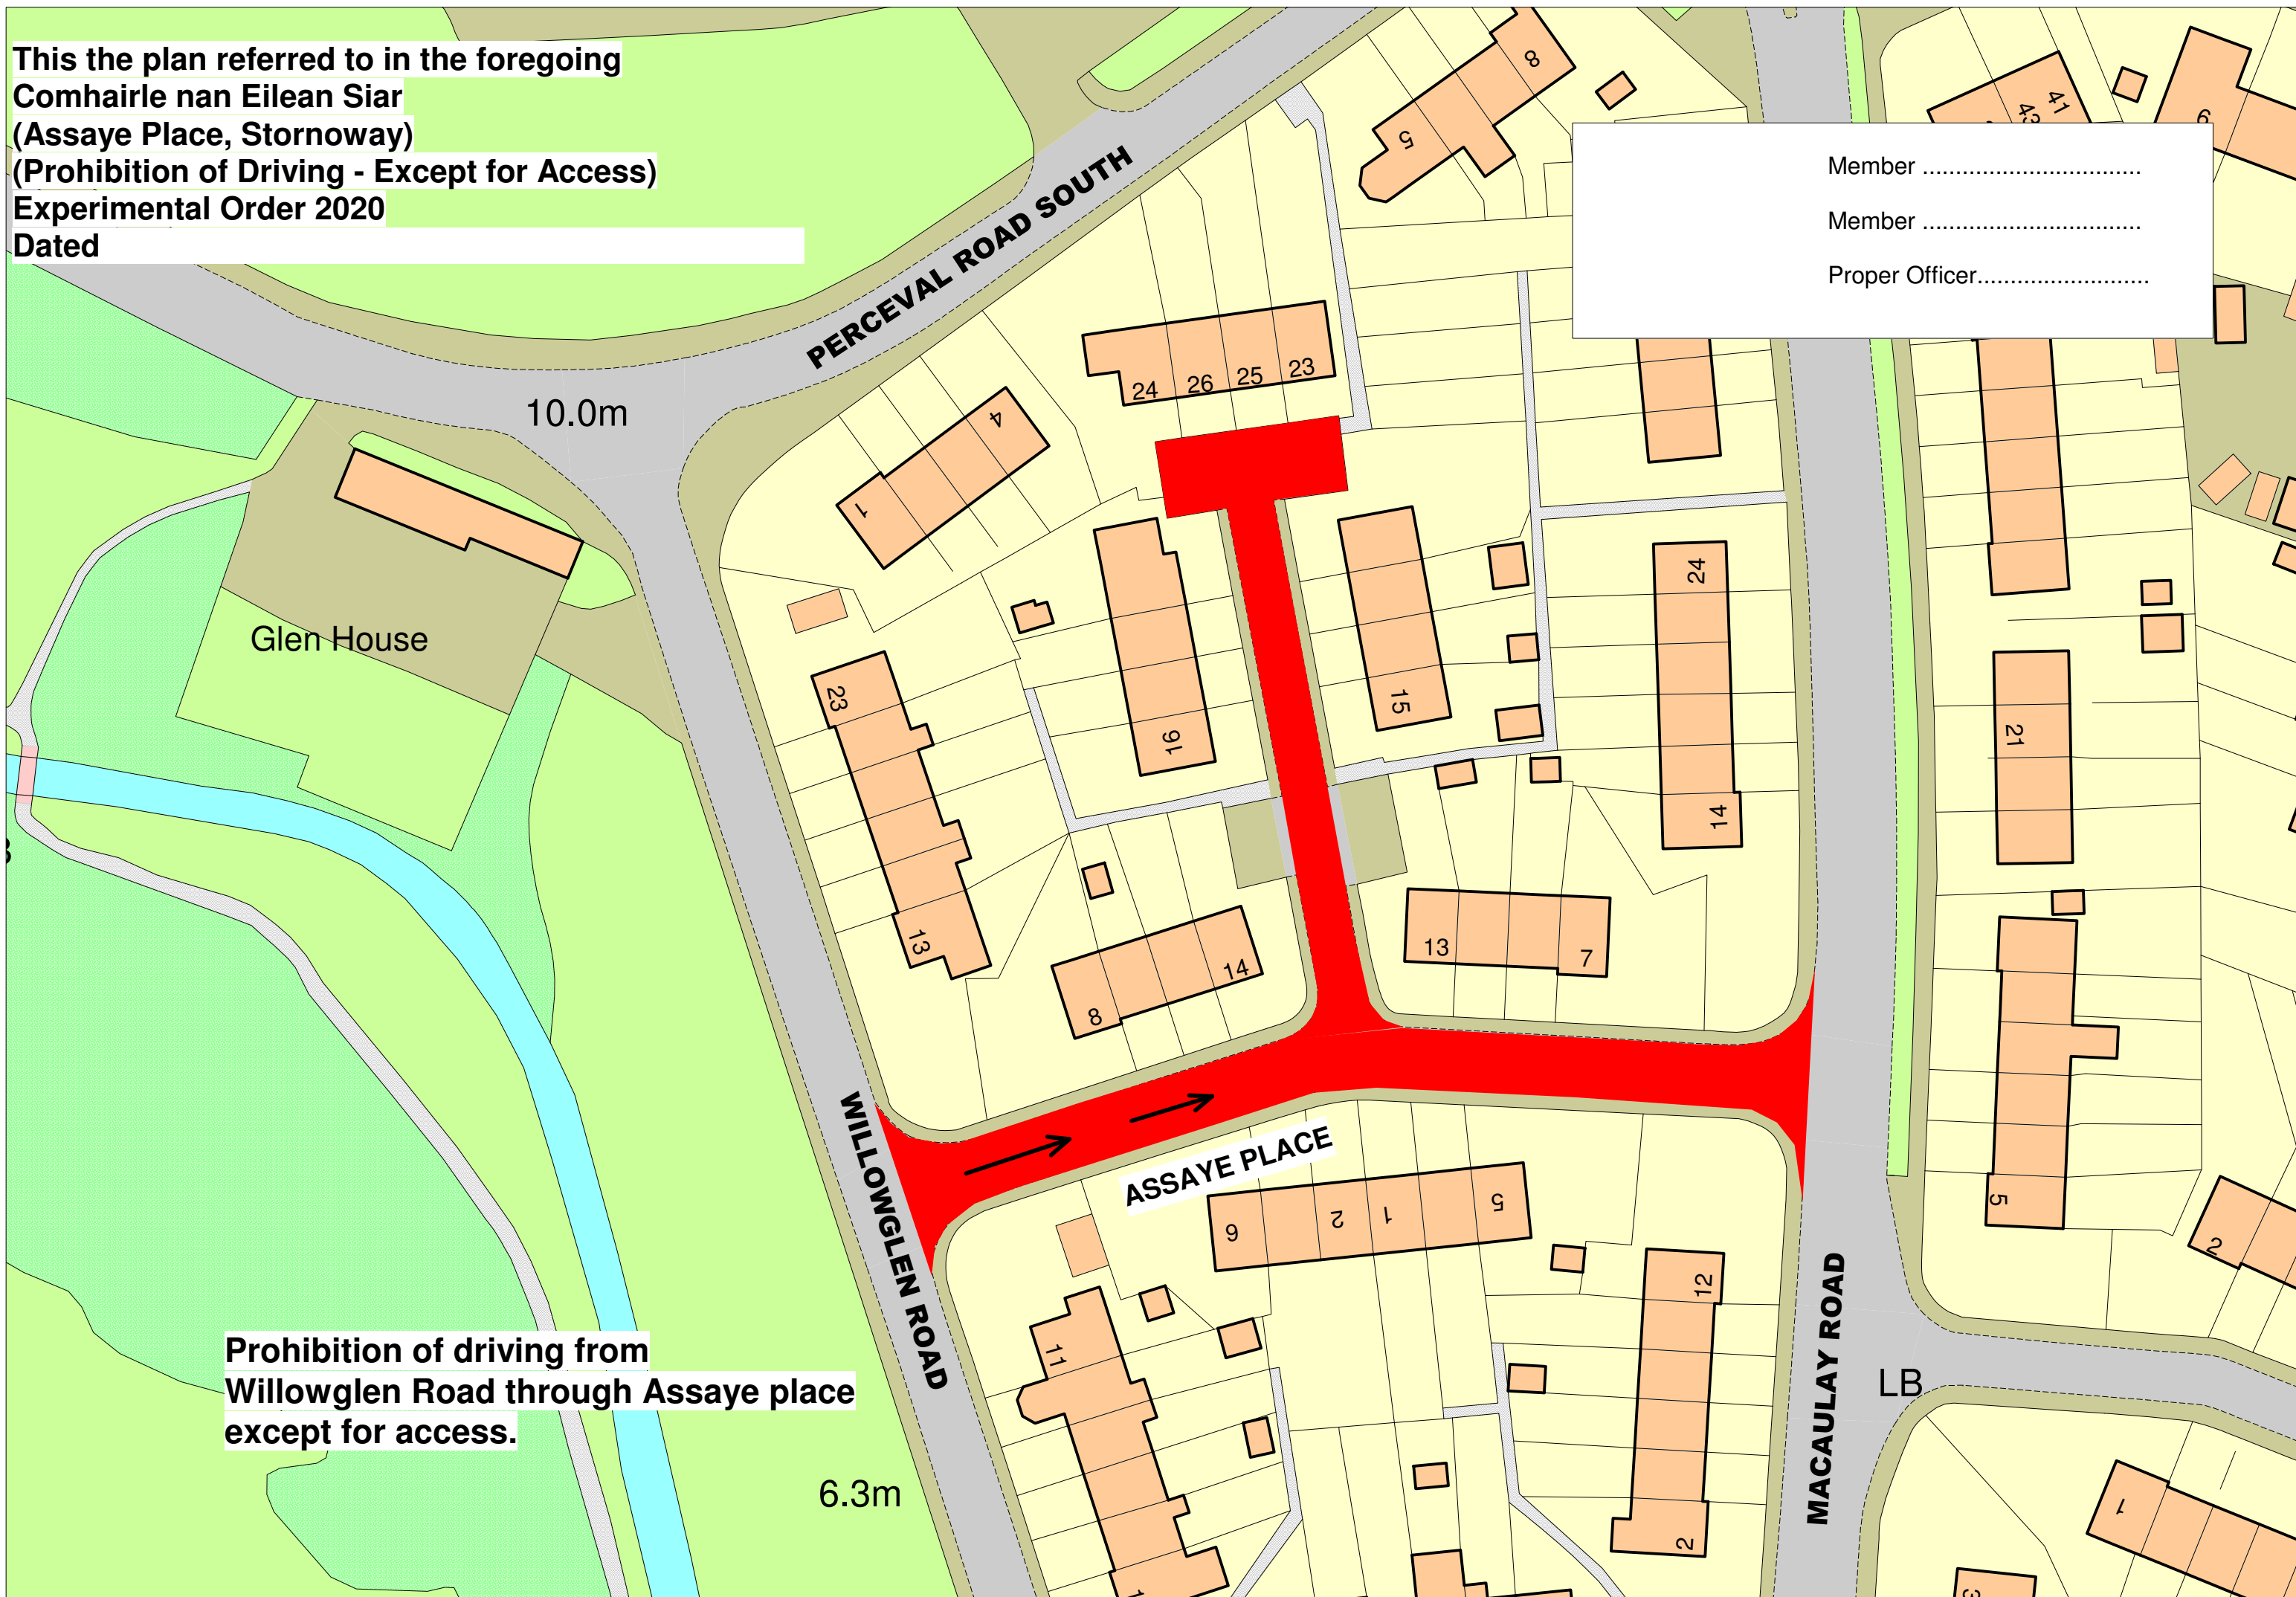 This the plan referred to in the foregoing
Comhairle nan Eilean Siar
(Assaye Place, Stornoway)
(Prohibition of Driving - Except for Access)
Experimental Order 2020
Dated
Member .................................
Member .................................
Proper Officer..........................
PERCEVAL ROAD SOUTH
8
5
41
43
9
10.0m
24
26
25
23
4
1
Glen House
24
23
15
16
21
14
13
13
7
14
8
WILLOWGLEN ROAD
ASSAYE PLACE
6
2
1
5
5
2
12
11
MACAULAY ROAD
LB
Prohibition of driving from
Willowglen Road through Assaye place
except for access.
6.3m
2
1
3